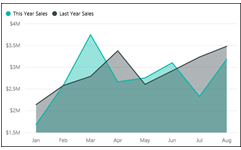 This Year Sales Last Year Sales
$4M
$3.5M
$3M
$2.5M
$2M
$1.5M
Jan Feb Mar Apr May Jun Jul Aug